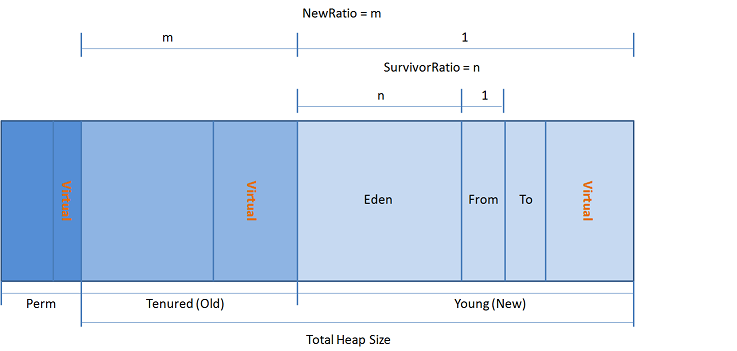 NewRatio = m
m
1
SurvivorRatio = n
n
1
Virtual
Virtual
Eden
From
To
Virtual
Perm
Tenured (Old)
Young (New)
Total Heap Size